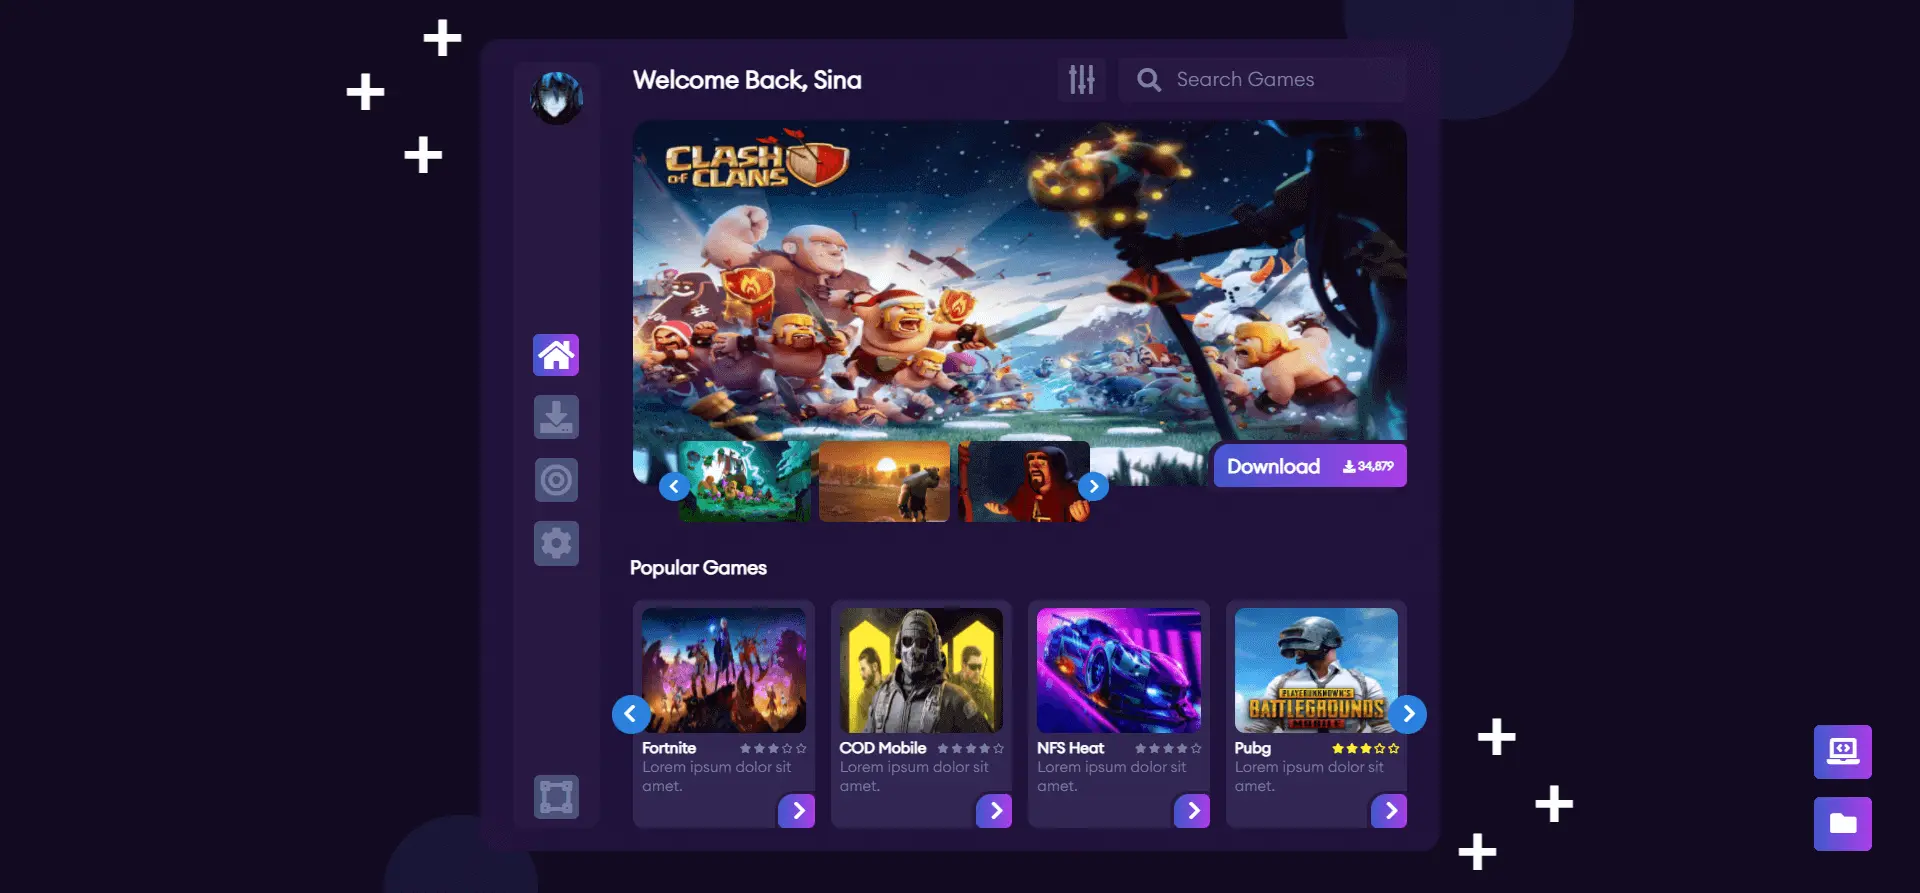 Welcome Back, Sina
Search Games
CLASH
OF CLANS
Download 34,879
Popular Games
Fortnite
Lorem ipsum dolor sit
amet.
COD Mobile
Lorem ipsum dolor sit
amet.
NFS Heat
Lorem ipsum dolor sit
amet.
PLAYERUNKNOWN'S
BATTLEGROUNDS
MOBILE
Pubg
Lorem ipsum dolor sit
amet.